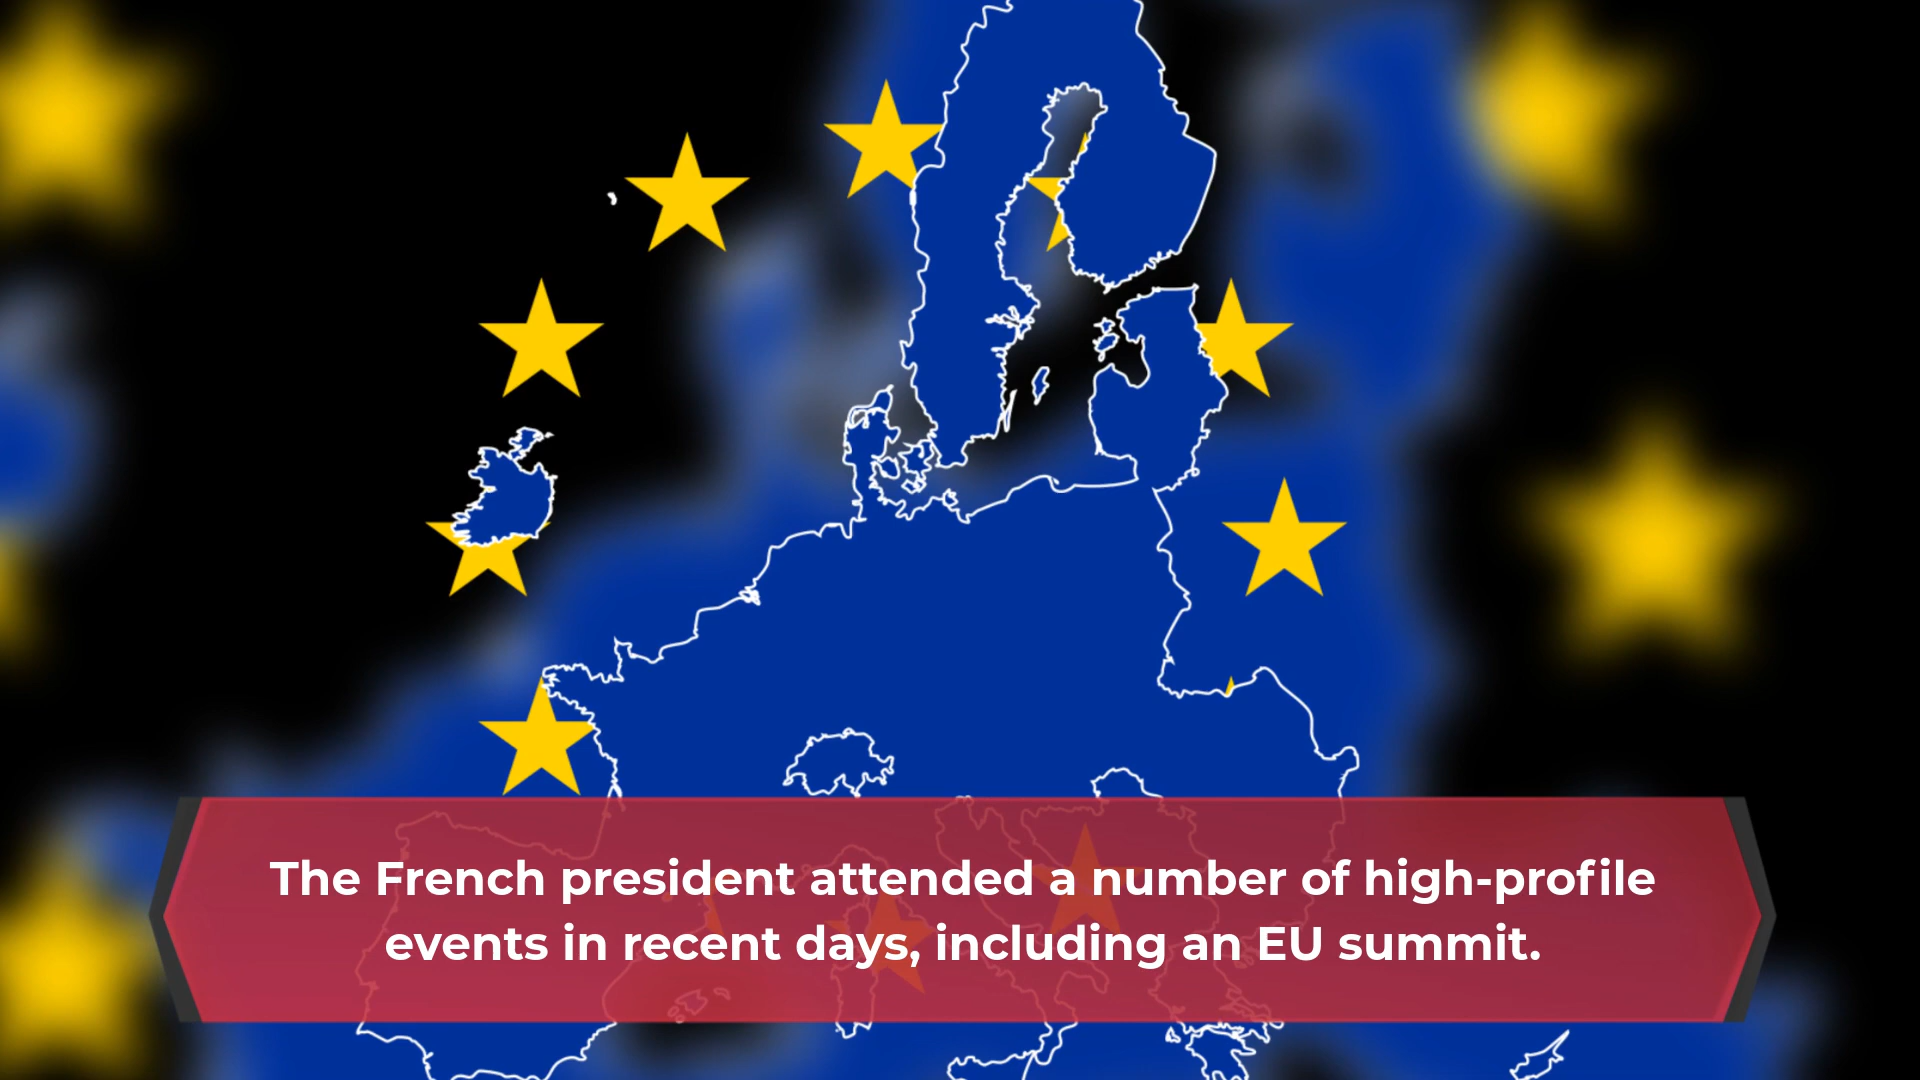 The French president attended a number of high-profile
events in recent days, including an EU summit.